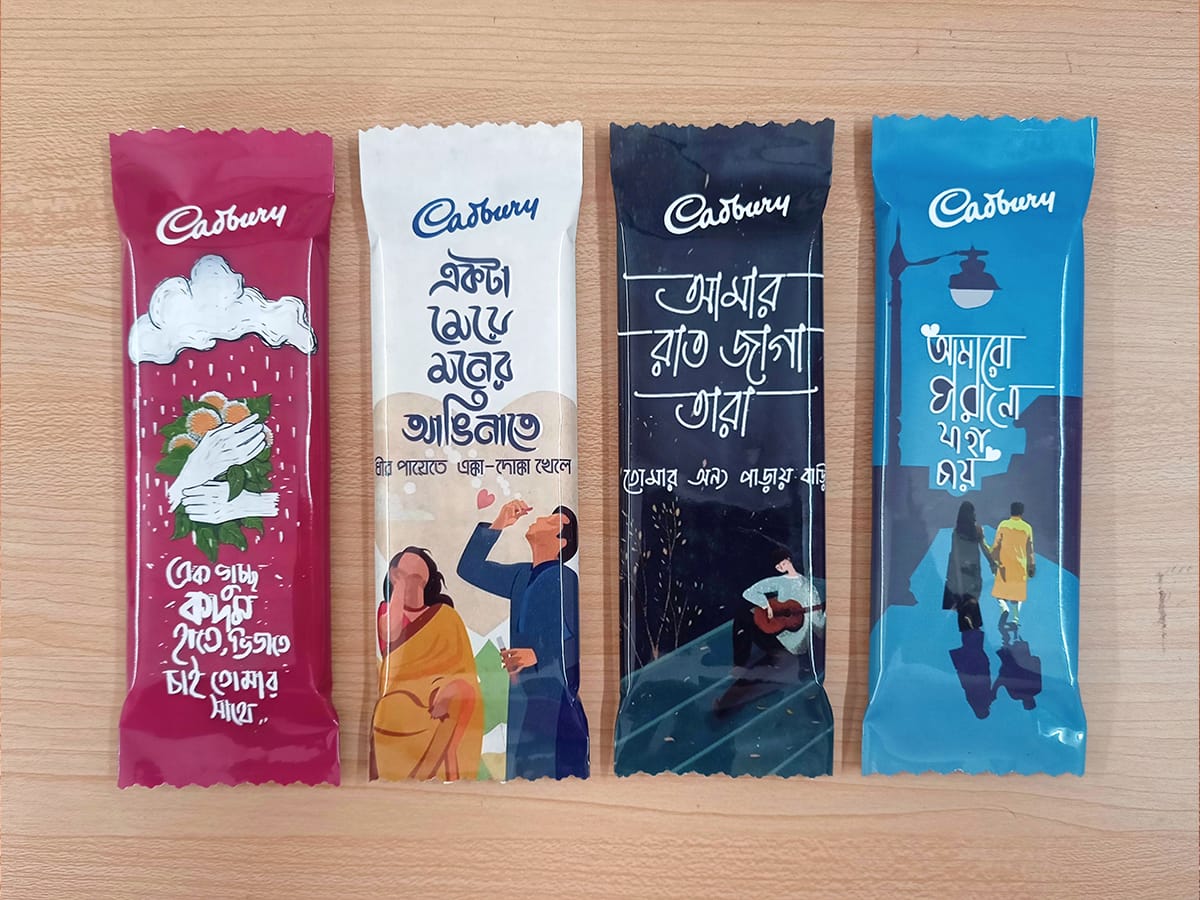 Cadbury
এক গুচ্ছ
কদম
হাতে, ভিজতে
চাই তোমার
সাথে..
Cadbury
একটা
মেয়ে
মনের
আঙিনাতে
ধীর পায়েতে এক্কা-দোক্কা খেলে
Cadbury
আমার
রাত জাগা
তারা
তোমার অন্য পাড়ায় বাড়ি
Cadbury
আমারো
পরানো
যাহা
চায়